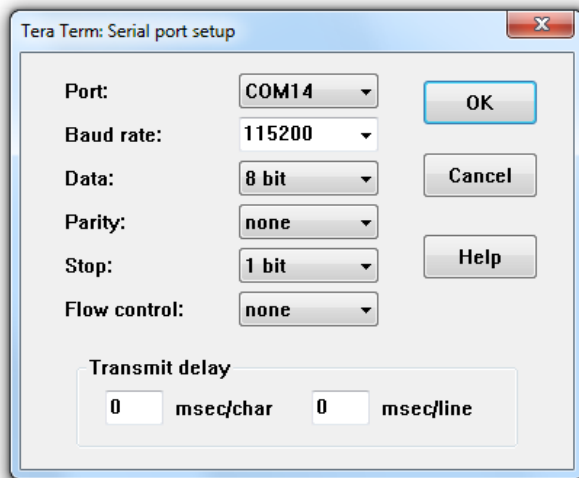 Tera Term: Serial port setup
Port: COM14 OK
Baud rate: 115200
Data: 8 bit Cancel
Parity: none
Stop: 1 bit Help
Flow control: none
Transmit delay
0 msec/char 0 msec/line